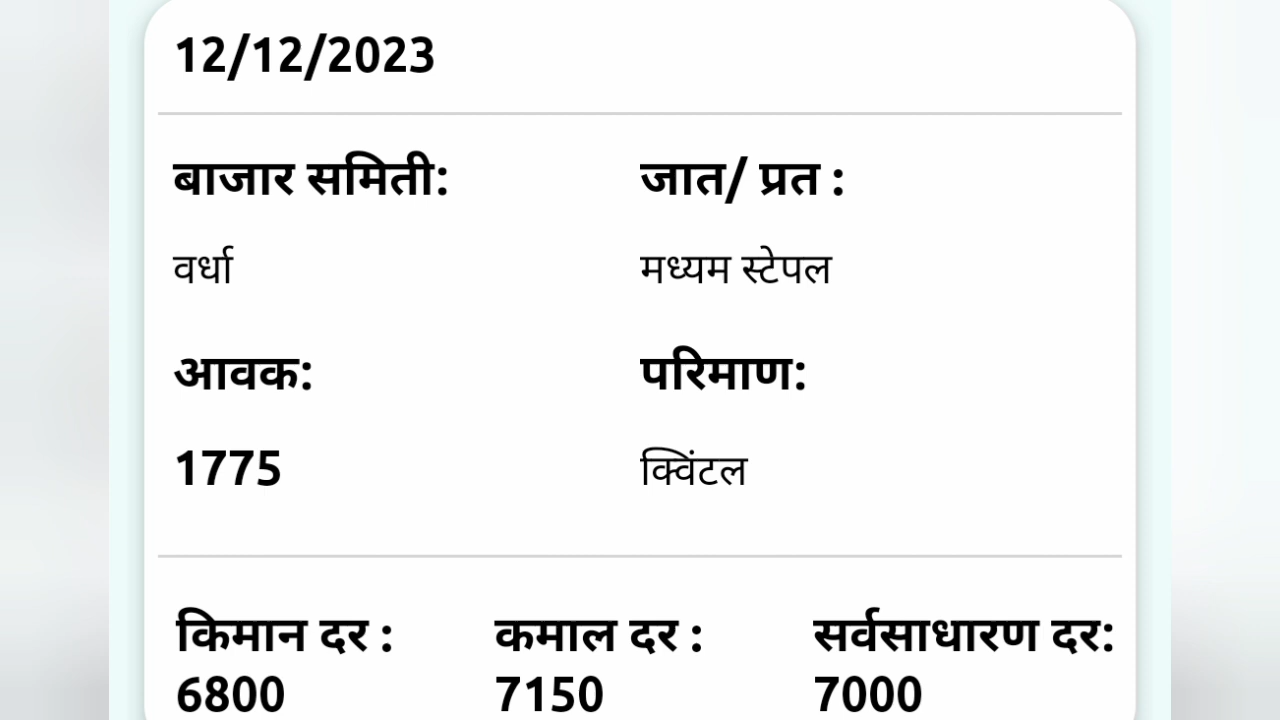 12/12/2023
बाजार समिती: जात/ प्रत :
वर्धा मध्यम स्टेपल
आवक: परिमाण:
1775 क्विंटल
किमान दर : कमाल दर : सर्वसाधारण दर:
6800 7150 7000